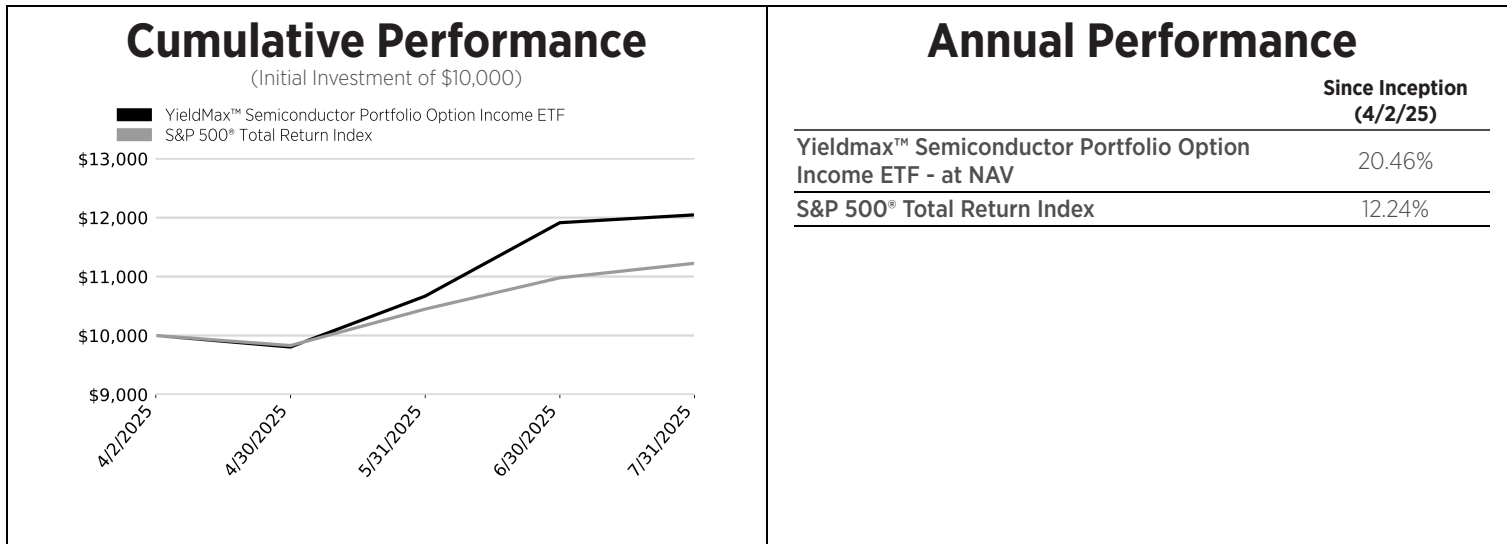 Cumulative Performance
(Initial Investment of $10,000)
YieldMax™ Semiconductor Portfolio Option Income ETF
S&P 500® Total Return Index
$13,000
$12,000
$11,000
$10,000
$9,000
4/2/2025
4/30/2025
5/31/2025
6/30/2025
7/31/2025
Annual Performance
Since Inception
(4/2/25)
Yieldmax™ Semiconductor Portfolio Option
Income ETF - at NAV
20.46%
S&P 500® Total Return Index
12.24%